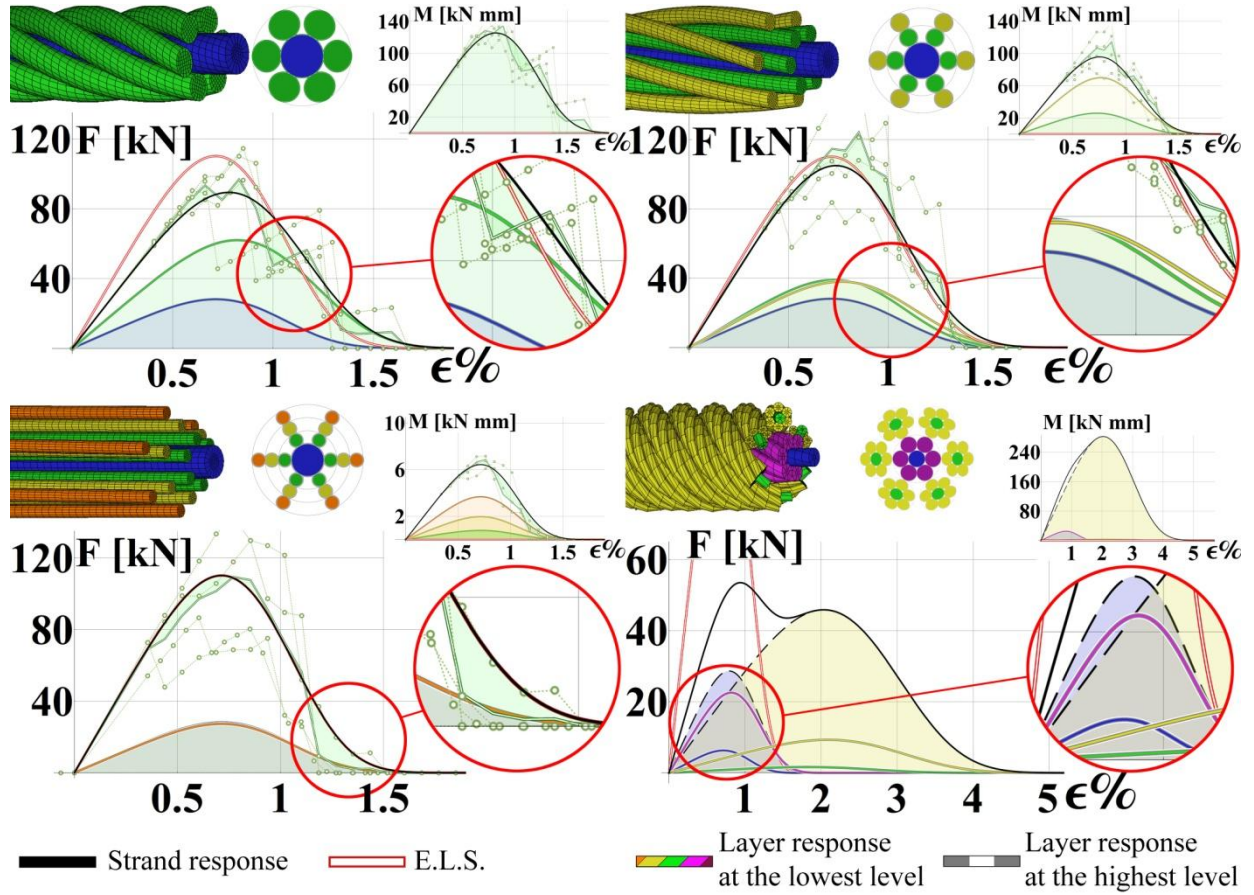 M [kN mm]
140
100
60
20
0.5 1 1.5 ϵ%
F [kN]
120
80
40
0.5 1 1.5 ϵ%
M [kN mm]
140
100
60
20
0.5 1 1.5 ϵ%
F [kN]
120
80
40
0.5 1 1.5 ϵ%
M [kN mm]
10
6
2
0.5 1 1.5 ϵ%
F [kN]
120
80
40
0.5 1 1.5
M [kN mm]
240
160
80
1 2 3 4 5 ϵ%
F [kN]
60
40
20
1 2 3 4 5 ϵ%
Strand response
E.L.S.
Layer response
at the lowest level
Layer response
at the highest level